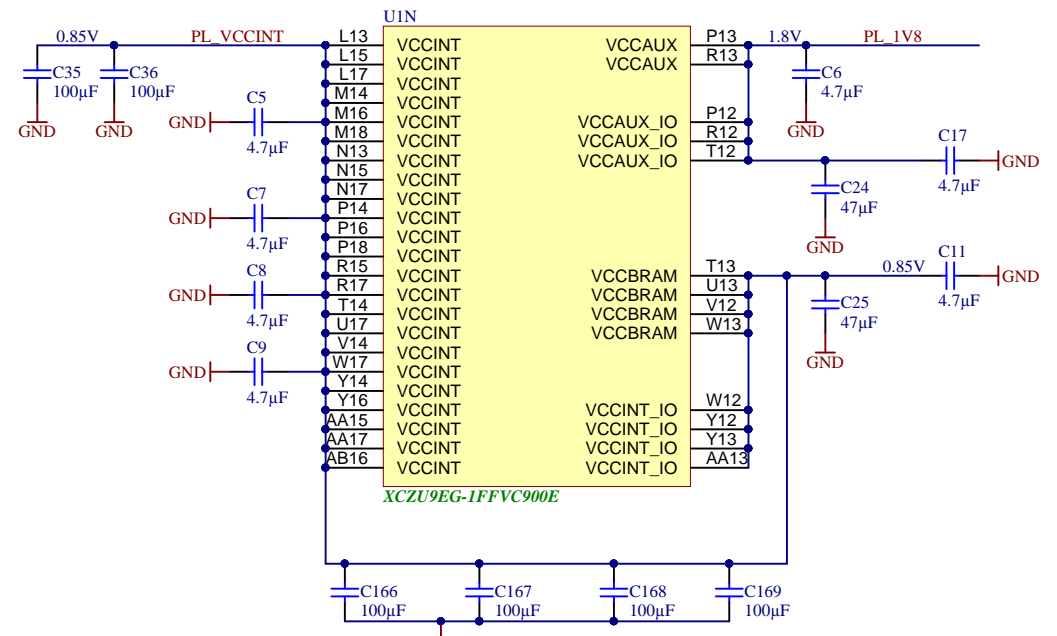 U1N
0.85V PL_VCCINT L13 VCCINT VCCAUX P13 1.8V PL_1V8
L15 VCCINT VCCAUX R13
C35 C36 L17 VCCINT C6
100µF 100µF M14 VCCINT 4.7µF
C5
GND M16 VCCINT VCCAUX_IO P12
GND GND M18 VCCINT VCCAUX_IO R12 GND C17
4.7µF N13 VCCINT VCCAUX_IO T12 GND
N15 VCCINT 4.7µF
C7 N17 VCCINT C24
GND P14 VCCINT 47µF
4.7µF P16 VCCINT
P18 VCCINT GND C11
R15 VCCINT VCCBRAM T13 0.85V GND
C8
GND R17 VCCINT VCCBRAM U13 C25 4.7µF
4.7µF T14 VCCINT VCCBRAM V12 47µF
U17 VCCINT VCCBRAM W13
C9 V14 VCCINT GND
GND W17 VCCINT
4.7µF Y14 VCCINT
Y16 VCCINT VCCINT_IO W12
AA15 VCCINT VCCINT_IO Y12
AA17 VCCINT VCCINT_IO Y13
AB16 VCCINT VCCINT_IO AA13
XCZU9EG-1FFVC900E
C166 C167 C168 C169
100µF 100µF 100µF 100µF